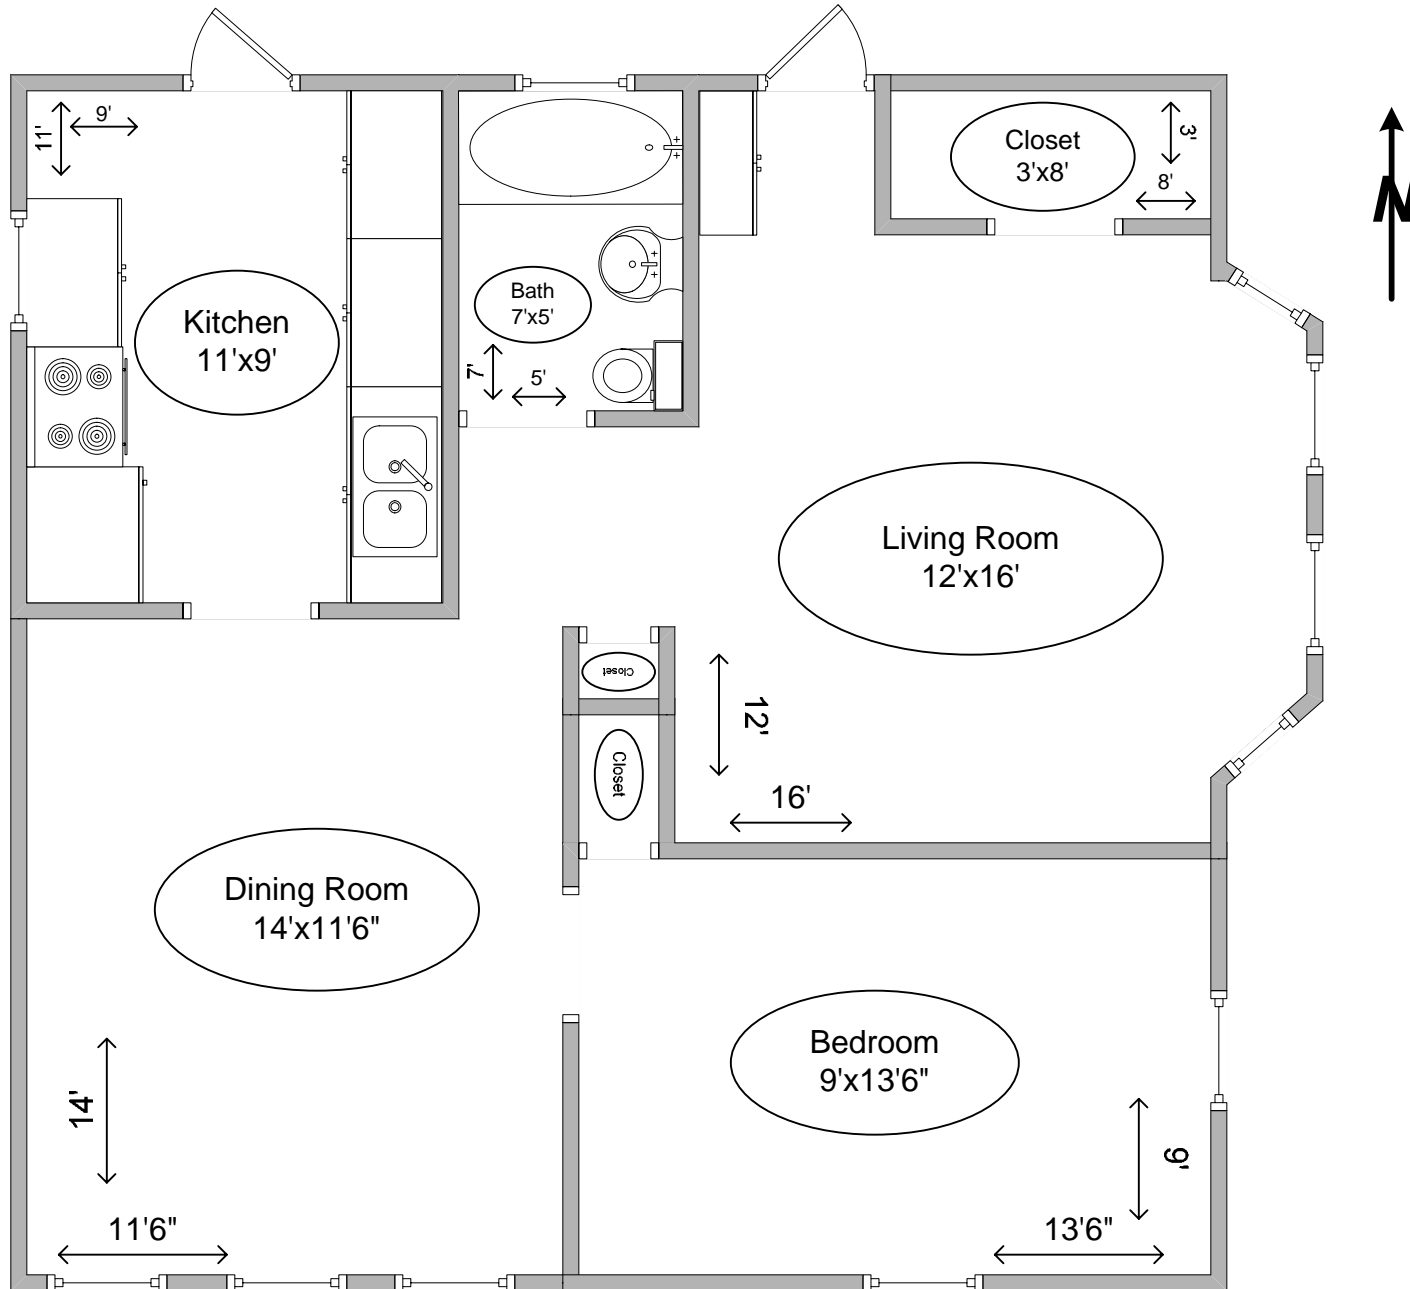 11'
9'
Kitchen
11'x9'
Bath
7'x5'
7'
5'
Closet
3'x8'
3'
8'
N
Living Room
12'x16'
Closet
12'
16'
Closet
Dining Room
14'x11'6"
14'
11'6"
Bedroom
9'x13'6"
9'
13'6"